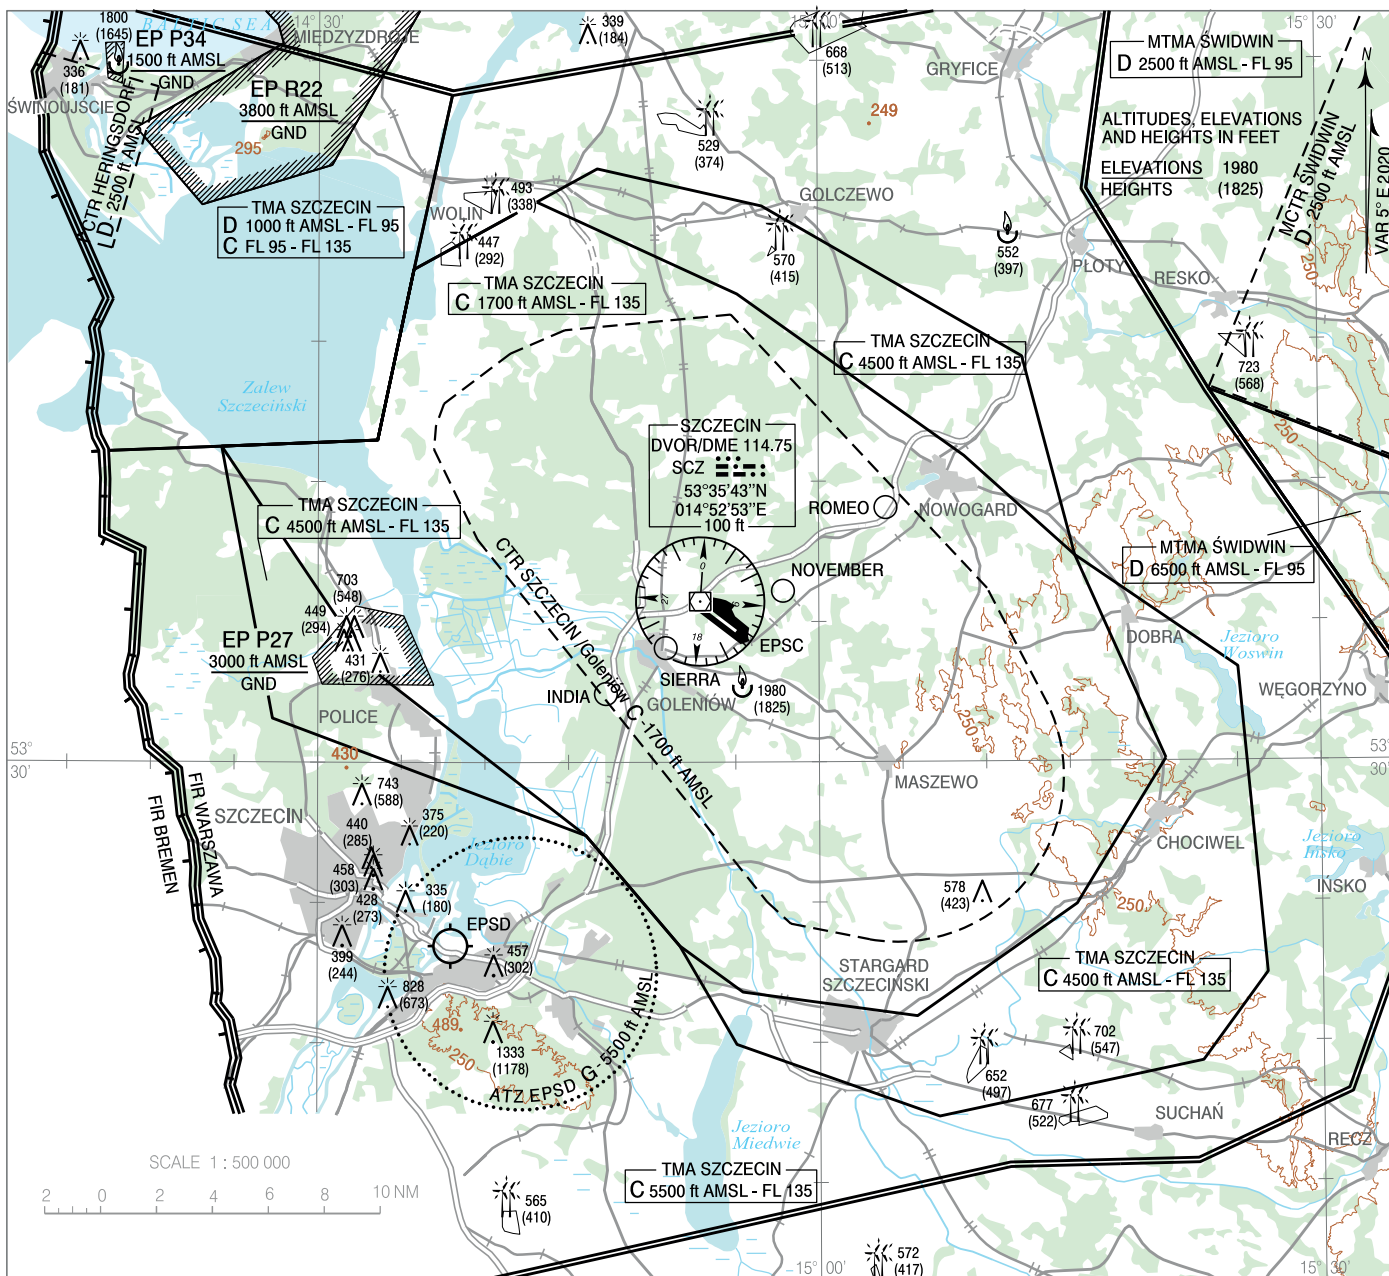 1800
(1645)
BALTIC SEA
14° 30'
339
(184)
15° 00'
15° 30'
EP P34
1500 ft AMSL
GND
336
(181)
ŚWINOUJŚCIE
MIĘDZYZDROJE
668
(513)
GRYFICE
MTMA ŚWIDWIN
D 2500 ft AMSL - FL 95
N
EP R22
3800 ft AMSL
GND
295
249
529
(374)
ALTITUDES, ELEVATIONS
AND HEIGHTS IN FEET
ELEVATIONS 1980
HEIGHTS (1825)
VAR 5° E 2020
MCTR ŚWIDWIN
D - 2500 ft AMSL
CTR HERINGSDORF
D - 2500 ft AMSL
TMA SZCZECIN
D 1000 ft AMSL - FL 95
C FL 95 - FL 135
WOLIN
493
(338)
447
(292)
GOLCZEWO
570
(415)
552
(397)
PŁOTY
RESKO
250
TMA SZCZECIN
C 1700 ft AMSL - FL 135
TMA SZCZECIN
C 4500 ft AMSL - FL 135
723
(568)
Zalew
Szczeciński
250
SZCZECIN
DVOR/DME 114.75
SCZ
53°35'43"N
014°52'53"E
100 ft
ROMEO
NOWOGARD
TMA SZCZECIN
C 4500 ft AMSL - FL 135
MTMA ŚWIDWIN
D 6500 ft AMSL - FL 95
CTR SZCZECIN /Goleniów C -1700 ft AMSL
0
27
9
18
NOVEMBER
EPSC
SIERRA
INDIA
GOLENIÓW
1980
(1825)
703
(548)
449
(294)
431
(276)
EP P27
3000 ft AMSL
GND
POLICE
DOBRA
Jezioro
Woswin
WĘGORZYNO
250
53°
30'
53°
30'
430
MASZEWO
FIR WARSZAWA
FIR BREMEN
SZCZECIN
743
(588)
440
(285)
375
(220)
458
(303)
428
(273)
335
(180)
399
(244)
Jezioro
Dąbie
EPSD
457
(302)
828
(673)
489
250
1333
(1178)
ATZ EPSD G - 5500 ft AMSL
CHOCIWEL
Jezioro
Ińsko
IŃSKO
578
(423)
250
STARGARD
SZCZECIŃSKI
TMA SZCZECIN
C 4500 ft AMSL - FL 135
702
(547)
652
(497)
677
(522)
SUCHAŃ
RECZ
Jezioro
Miedwie
TMA SZCZECIN
C 5500 ft AMSL - FL 135
SCALE 1 : 500 000
2 0 2 4 6 8 10 NM
565
(410)
572
(417)
15° 00'
15° 30'